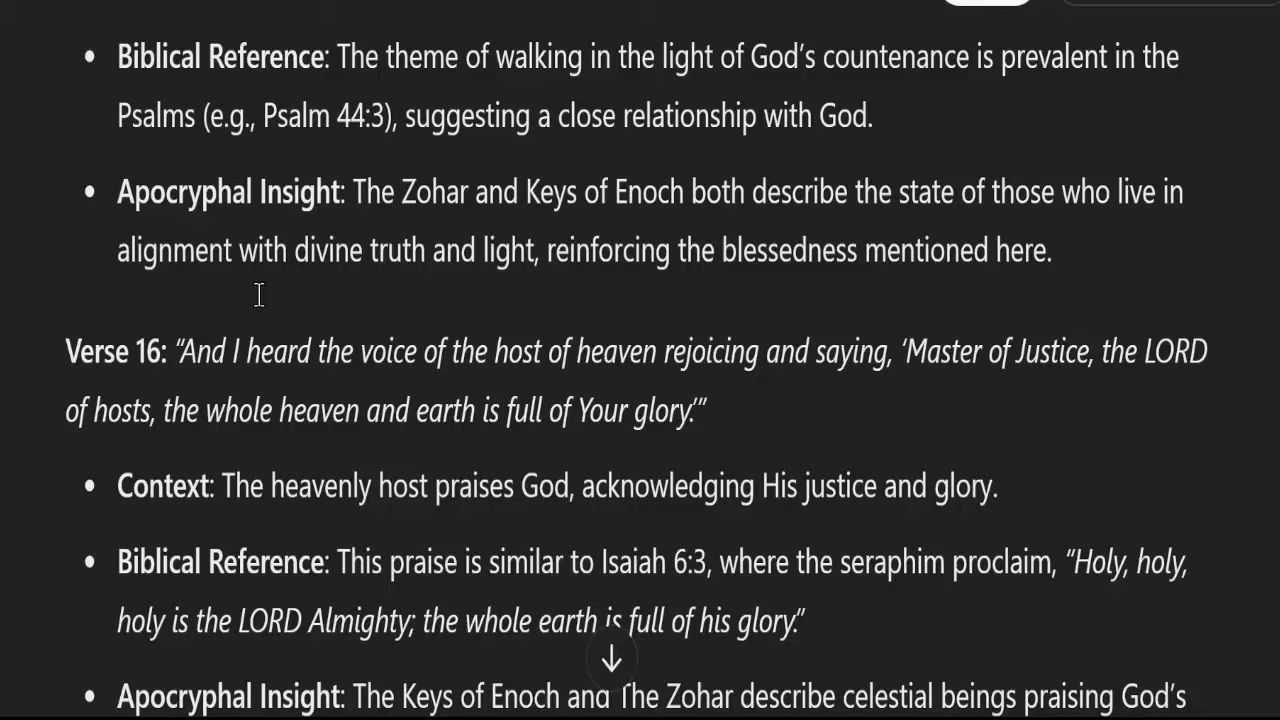 • Biblical Reference: The theme of walking in the light of God’s countenance is prevalent in the
Psalms (e.g., Psalm 44:3), suggesting a close relationship with God.
• Apocryphal Insight: The Zohar and Keys of Enoch both describe the state of those who live in
alignment with divine truth and light, reinforcing the blessedness mentioned here.
Verse 16: “And I heard the voice of the host of heaven rejoicing and saying, ‘Master of Justice, the LORD
of hosts, the whole heaven and earth is full of Your glory.’”
• Context: The heavenly host praises God, acknowledging His justice and glory.
• Biblical Reference: This praise is similar to Isaiah 6:3, where the seraphim proclaim, “Holy, holy,
holy is the LORD Almighty; the whole earth is full of his glory.”
• Apocryphal Insight: The Keys of Enoch and The Zohar describe celestial beings praising God’s